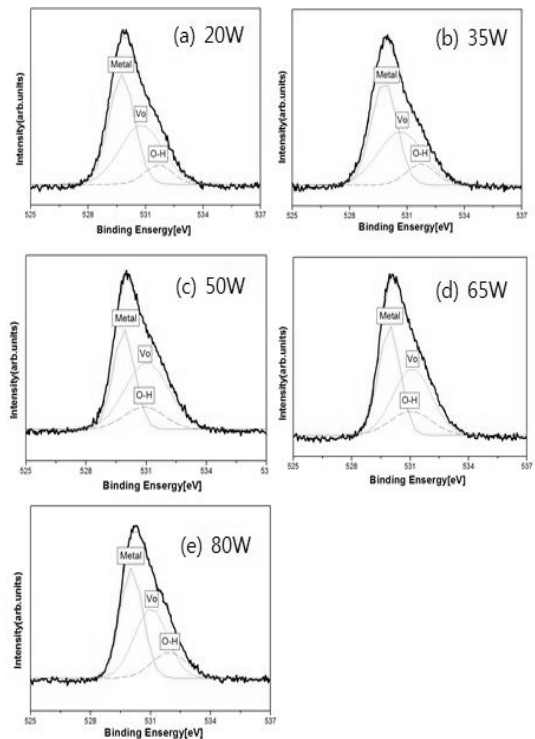 (a) 20W
Metal
Vo
O-H
Intensity(arb.units)
525 528 531 534 537
Binding Ensergy[eV]
(b) 35W
Metal
Vo
O-H
Intensity(arb.units)
525 528 531 534 537
Binding Ensergy[eV]
(c) 50W
Metal
Vo
O-H
Intensity(arb.units)
525 528 531 534 53
Binding Ensergy[eV]
(d) 65W
Metal
Vo
O-H
Intensity(arb.units)
525 528 531 534 537
Binding Ensergy[eV]
(e) 80W
Metal
Vo
O-H
Intensity(arb.units)
525 528 531 534 537
Binding Ensergy[eV]